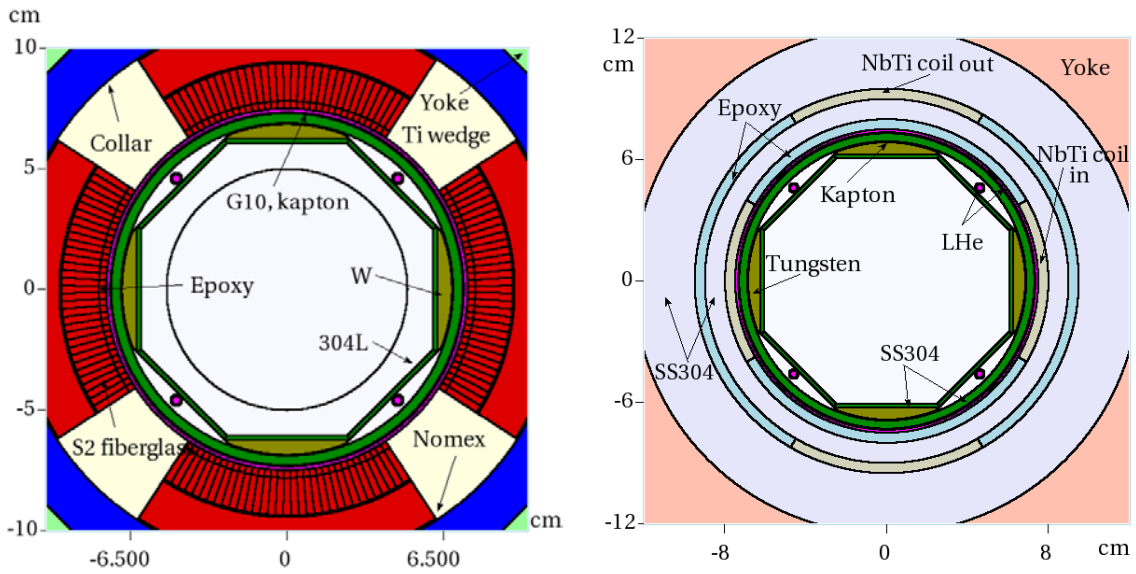 cm
10
5
0
-5
-10
-6.500
0
6.500
cm
Collar
Yoke
Ti wedge
G10, kapton
W
Epoxy
304L
S2 fiberglass
Nomex
12
cm
6
0
-6
-12
-8
0
8
cm
NbTi coil out
Yoke
Epoxy
NbTi coil
in
Kapton
LHe
Tungsten
SS304
SS304